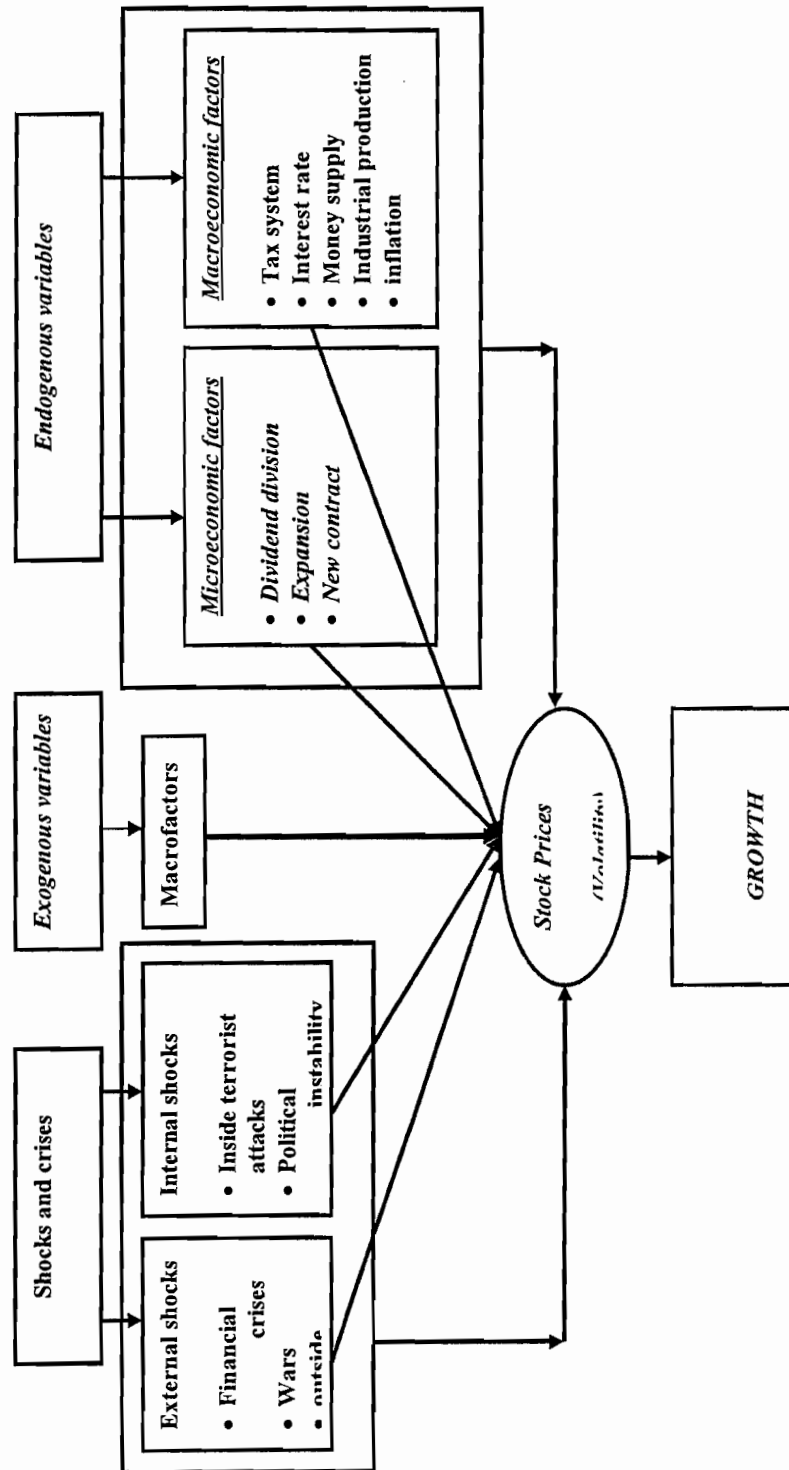 Shocks and crises
Exogenous variables
Endogenous variables
External shocks
• Financial
crises
• Wars
• outside
Internal shocks
• Inside terrorist
attacks
• Political
instability
Macrofactors
Microeconomic factors
• Dividend division
• Expansion
• New contract
Macroeconomic factors
• Tax system
• Interest rate
• Money supply
• Industrial production
• inflation
Stock Prices
(Volatility)
GROWTH